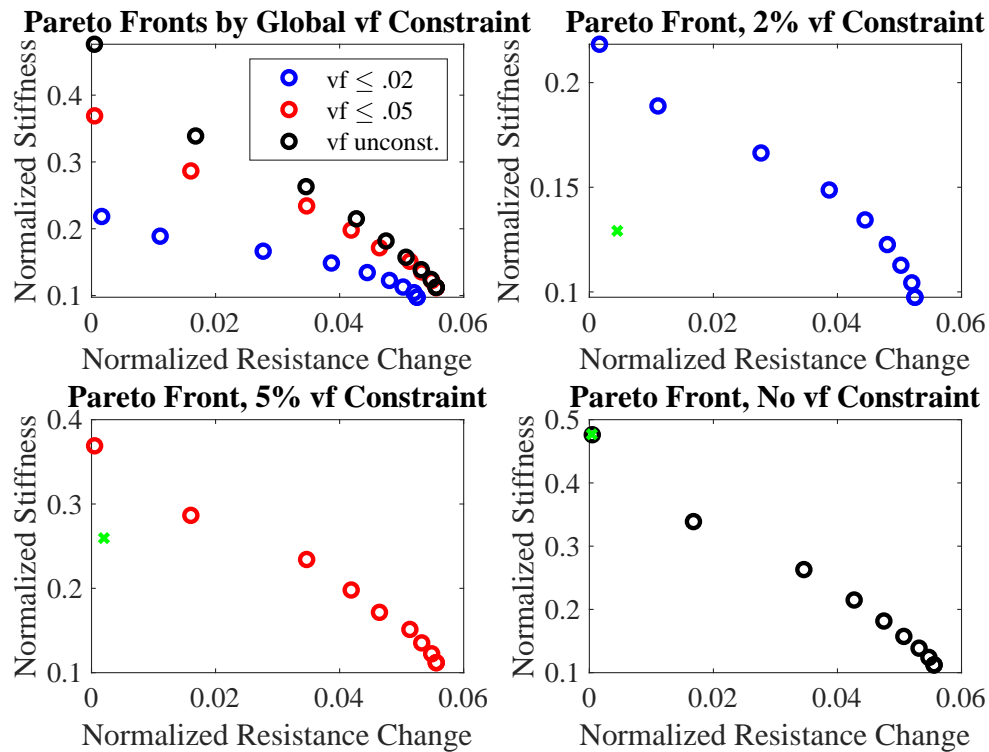 Pareto Fronts by Global vf Constraint
Normalized Stiffness
0.4
0.3
0.2
0.1
vf ≤ .02
vf ≤ .05
vf unconst.
0
0.02
0.04
0.06
Normalized Resistance Change
Pareto Front, 2% vf Constraint
Normalized Stiffness
0.2
0.15
0.1
0
0.02
0.04
0.06
Normalized Resistance Change
Pareto Front, 5% vf Constraint
Normalized Stiffness
0.4
0.3
0.2
0.1
0
0.02
0.04
0.06
Normalized Resistance Change
Pareto Front, No vf Constraint
Normalized Stiffness
0.5
0.4
0.3
0.2
0.1
0
0.02
0.04
0.06
Normalized Resistance Change